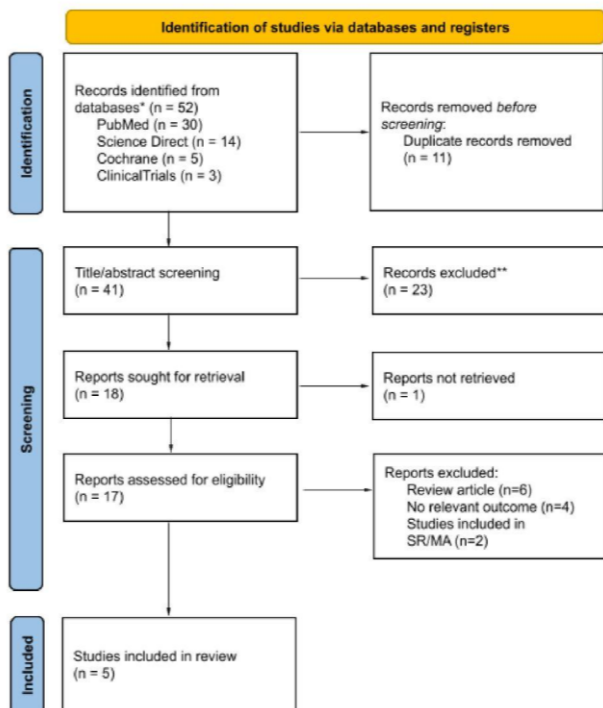 Identification of studies via databases and registers
Identification
Records identified from
databases* (n = 52)
PubMed (n = 30)
Science Direct (n = 14)
Cochrane (n = 5)
ClinicalTrials (n = 3)
Records removed before
screening:
Duplicate records removed
(n = 11)
Screening
Title/abstract screening
(n = 41)
Records excluded**
(n = 23)
Reports sought for retrieval
(n = 18)
Reports not retrieved
(n = 1)
Reports assessed for eligibility
(n = 17)
Reports excluded:
Review article (n=6)
No relevant outcome (n=4)
Studies included in
SR/MA (n=2)
Included
Studies included in review
(n = 5)